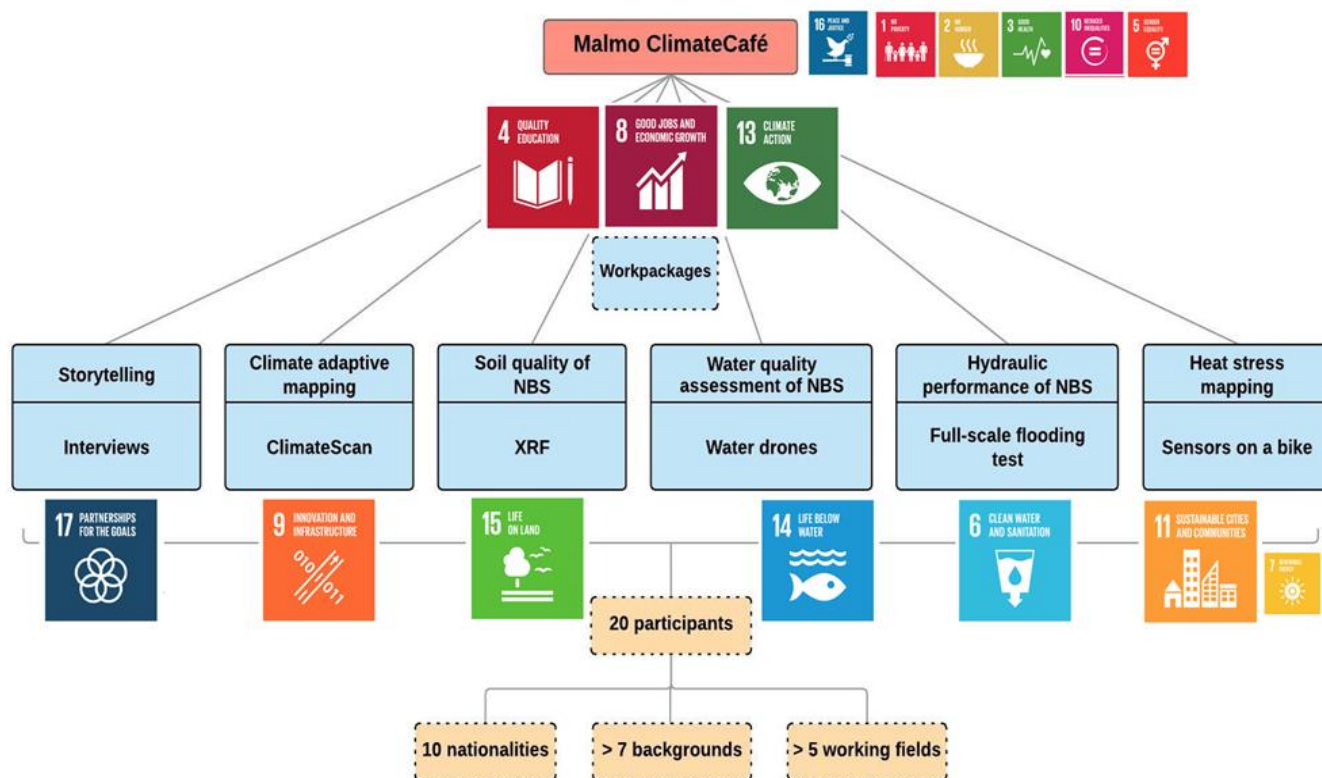 Malmo ClimateCafé
16 PEACE AND
JUSTICE
1 NO
POVERTY
2 NO
HUNGER
3 GOOD
HEALTH
10 REDUCED
INEQUALITIES
5 GENDER
EQUALITY
4 QUALITY
EDUCATION
8 GOOD JOBS AND
ECONOMIC GROWTH
13 CLIMATE
ACTION
Workpackages
Storytelling
Interviews
Climate adaptive
mapping
ClimateScan
Soil quality of
NBS
XRF
Water quality
assessment of NBS
Water drones
Hydraulic
performance of NBS
Full-scale flooding
test
Heat stress
mapping
Sensors on a bike
17 PARTNERSHIPS
FOR THE GOALS
9 INNOVATION AND
INFRASTRUCTURE
010
011
15 LIFE
ON LAND
14 LIFE BELOW
WATER
6 CLEAN WATER
AND SANITATION
11 SUSTAINABLE CITIES
AND COMMUNITIES
7 RENEWABLE
ENERGY
20 participants
10 nationalities
> 7 backgrounds
> 5 working fields